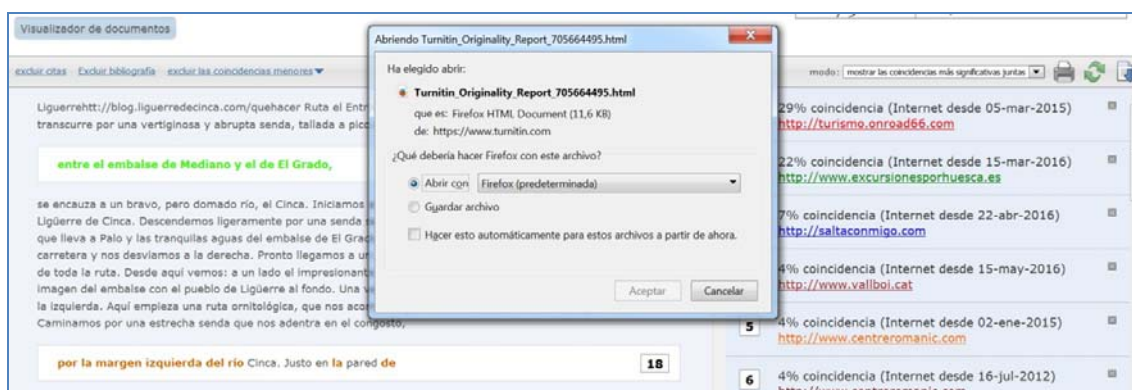 Visualizador de documentos
excluir citas Excluir bibliografía excluir las coincidencias menores
modo: mostrar las coincidencias más significativas juntas
Liguerrehtt://blog.liguerredecinca.com/quehacer Ruta el Entr
transcurre por una vertiginosa y abrupta senda, tallada a pico
entre el embalse de Mediano y el de El Grado,
se encauza a un bravo, pero domado río, el Cinca. Iniciamos
Ligüerre de Cinca. Descendemos ligeramente por una senda
que lleva a Palo y las tranquilas aguas del embalse de El Grad
carretera y nos desviamos a la derecha. Pronto llegamos a u
de toda la ruta. Desde aquí vemos: a un lado el impresionant
imagen del embalse con el pueblo de Ligüerre al fondo. Una v
la izquierda. Aquí empieza una ruta ornitológica, que nos acom
Caminamos por una estrecha senda que nos adentra en el congosto,
por la margen izquierda del río Cinca. Justo en la pared de
18
Abriendo Turnitin_Originality_Report_705664495.html
Ha elegido abrir:
Turnitin_Originality_Report_705664495.html
que es: Firefox HTML Document (11,6 KB)
de: https://www.turnitin.com
¿Qué debería hacer Firefox con este archivo?
Abrir con Firefox (predeterminada)
Guardar archivo
Hacer esto automáticamente para estos archivos a partir de ahora.
Aceptar Cancelar
29% coincidencia (Internet desde 05-mar-2015)
http://turismo.onroad66.com
22% coincidencia (Internet desde 15-mar-2016)
http://www.excursionesporhuesca.es
7% coincidencia (Internet desde 22-abr-2016)
http://saltaconmigo.com
4% coincidencia (Internet desde 15-may-2016)
http://www.vallboi.cat
5 4% coincidencia (Internet desde 02-ene-2015)
http://www.centreromanic.com
6 4% coincidencia (Internet desde 16-jul-2012)